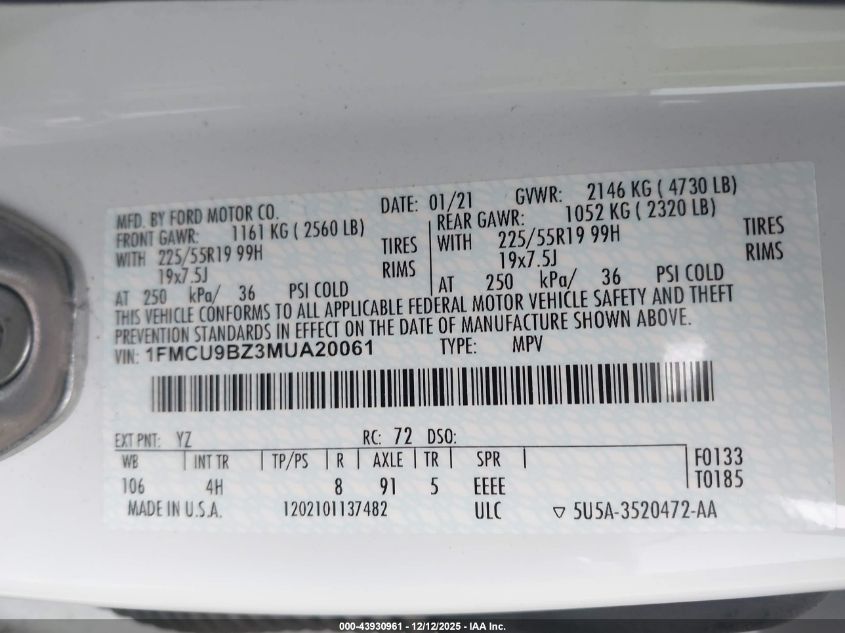 MFD. BY FORD MOTOR CO. DATE: 01/21 GVWR: 2146 KG ( 4730 LB)
FRONT GAWR: 1161 KG ( 2560 LB) REAR GAWR: 1052 KG ( 2320 LB)
WITH 225/55R19 99H TIRES WITH 225/55R19 99H TIRES
19x7.5J RIMS 19x7.5J RIMS
AT 250 kPa/ 36 PSI COLD AT 250 kPa/ 36 PSI COLD
THIS VEHICLE CONFORMS TO ALL APPLICABLE FEDERAL MOTOR VEHICLE SAFETY AND THEFT
PREVENTION STANDARDS IN EFFECT ON THE DATE OF MANUFACTURE SHOWN ABOVE.
VIN: 1FMCU9BZ3MUA20061 TYPE: MPV
EXT PNT: YZ RC: 72 DSO:
WB INT TR TP/PS R AXLE TR SPR F0133
106 4H 8 91 5 EEEE T0185
MADE IN U.S.A. 1202101137482 ULC ▽ 5U5A-3520472-AA
000-43930961 - 12/12/2025 - IAA Inc.